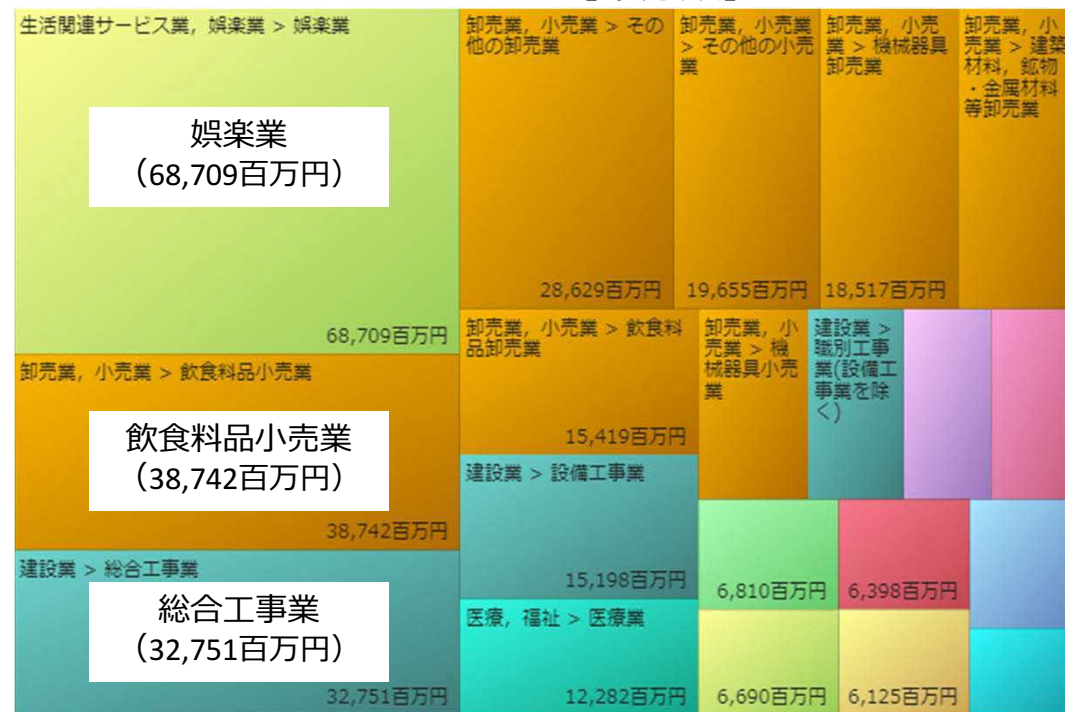 生活関連サービス業，娯楽業 > 娯楽業
娯楽業
（68,709百万円）
68,709百万円
卸売業，小売業 > 飲食料品小売業
飲食料品小売業
（38,742百万円）
38,742百万円
建設業 > 総合工事業
総合工事業
（32,751百万円）
32,751百万円
卸売業，小売業 > その
他の卸売業
28,629百万円
卸売業，小売業
> その他の小売
業
19,655百万円
卸売業，小売
業 > 機械器具
卸売業
18,517百万円
卸売業，小
売業 > 建築
材料，鉱物
・金属材料
等卸売業
卸売業，小売業 > 飲食料
品卸売業
15,419百万円
卸売業，小
売業 > 機
械器具小売
業
建設業 >
職別工事
業(設備工
事業を除
く)
建設業 > 設備工事業
15,198百万円
医療，福祉 > 医療業
12,282百万円
6,810百万円
6,398百万円
6,690百万円
6,125百万円